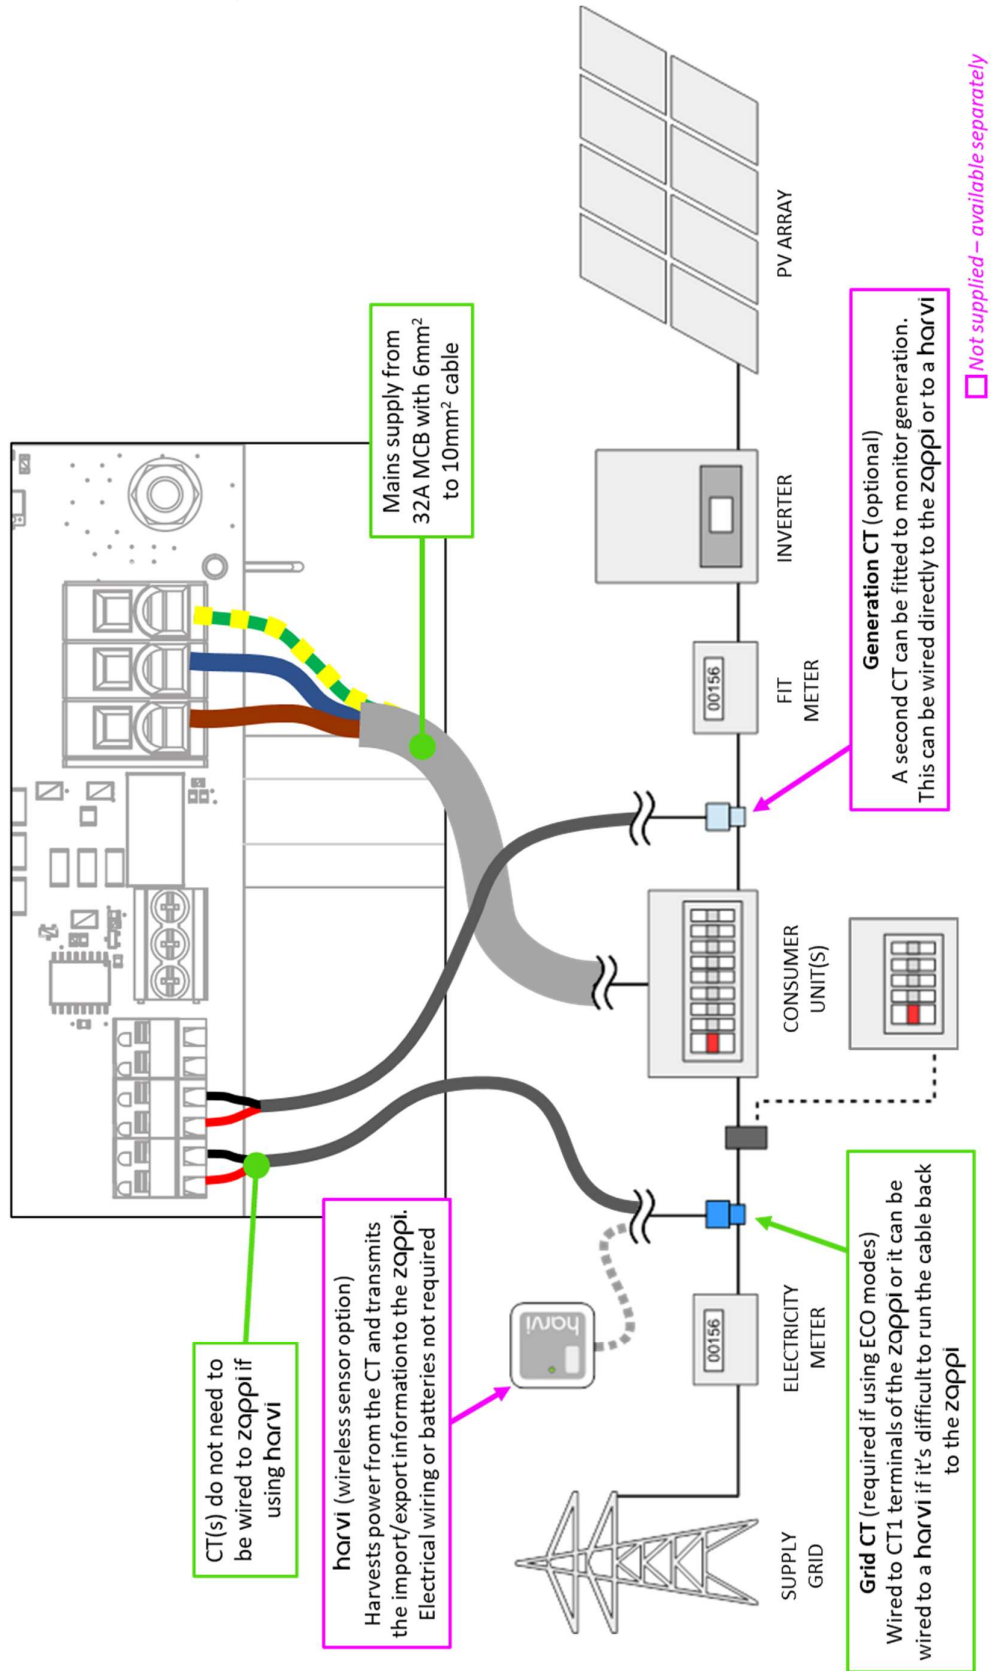 CT(s) do not need to
be wired to zappi if
using harvi
harvi (wireless sensor option)
Harvests power from the CT and transmits
the import/export information to the zappi.
Electrical wiring or batteries not required
Mains supply from
32A MCB with 6mm²
to 10mm² cable
harvi
00156
00156
SUPPLY
GRID
ELECTRICITY
METER
CONSUMER
UNIT(S)
FIT
METER
INVERTER
PV ARRAY
Grid CT (required if using ECO modes)
Wired to CT1 terminals of the zappi or it can be
wired to a harvi if it's difficult to run the cable back
to the zappi
Generation CT (optional)
A second CT can be fitted to monitor generation.
This can be wired directly to the zappi or to a harvi
Not supplied – available separately